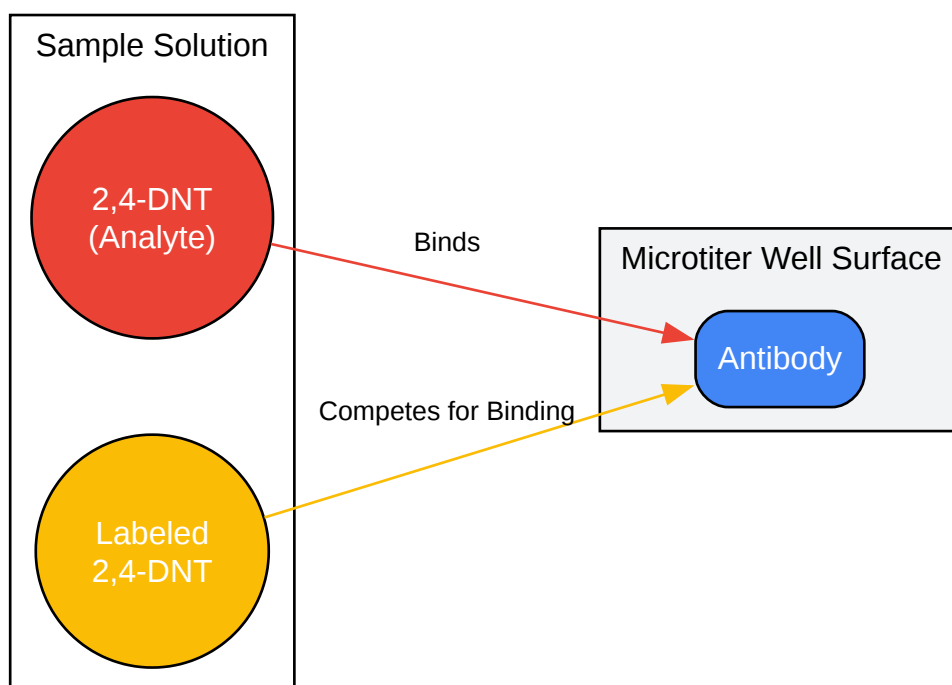 Sample Solution
2,4-DNT
(Analyte)
Binds
Microtiter Well Surface
Antibody
Competes for Binding
Labeled
2,4-DNT